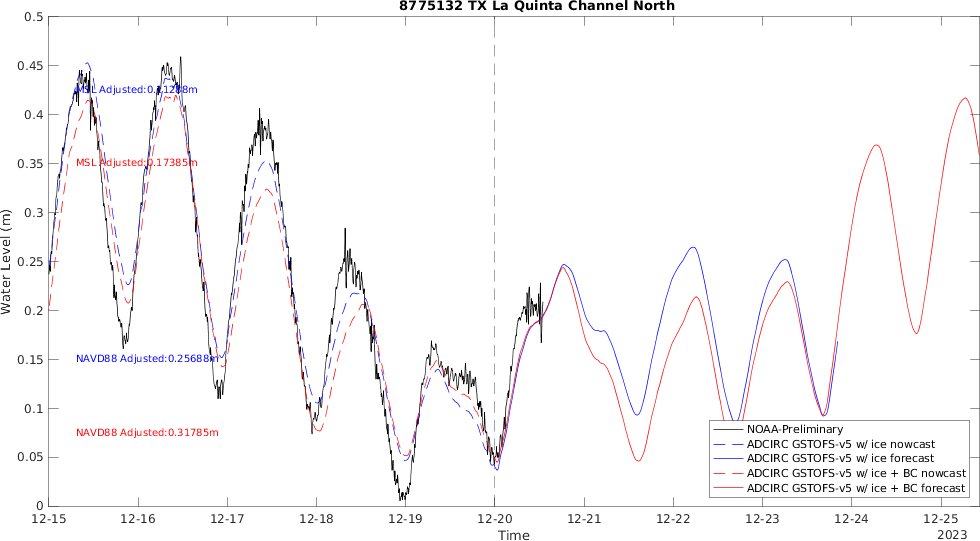 8775132 TX La Quinta Channel North
0.5
0.45
0.4
0.35
0.3
0.25
0.2
0.15
0.1
0.05
0
Water Level (m)
MSL Adjusted:0.11288m
MSL Adjusted:0.17385m
NAVD88 Adjusted:0.25688m
NAVD88 Adjusted:0.31785m
NOAA-Preliminary
ADCIRC GSTOFS-v5 w/ ice nowcast
ADCIRC GSTOFS-v5 w/ ice forecast
ADCIRC GSTOFS-v5 w/ ice + BC nowcast
ADCIRC GSTOFS-v5 w/ ice + BC forecast
12-15 12-16 12-17 12-18 12-19 12-20 12-21 12-22 12-23 12-24 12-25
Time
2023